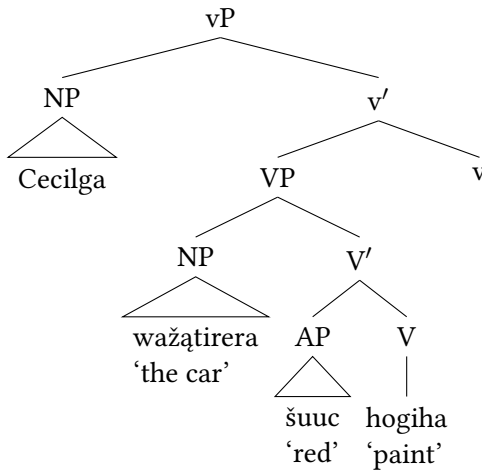 vP
NP
v′
Cecilga
VP
v
NP
V′
wažątirera
‘the car’
AP
V
šuuc
‘red’
hogiha
‘paint’